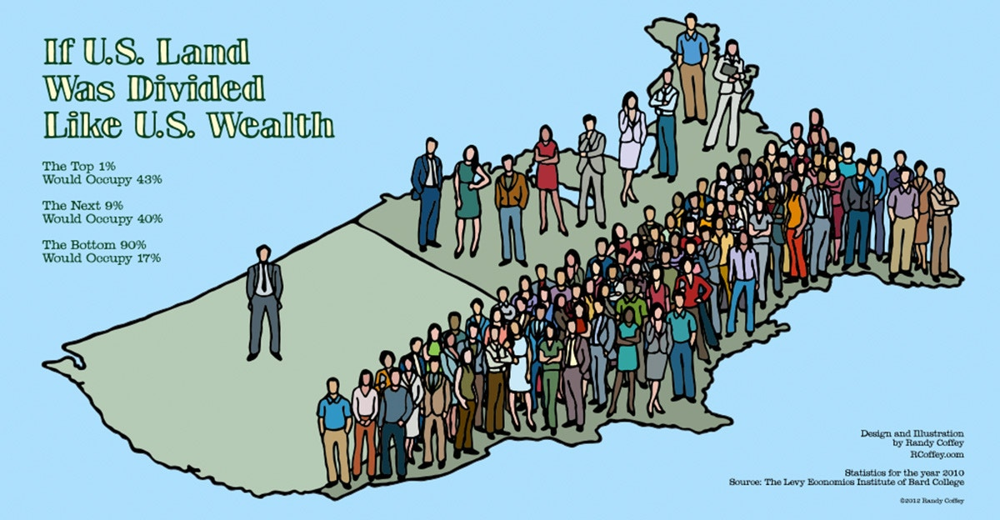 If U.S. Land
Was Divided
Like U.S. Wealth
The Top 1%
Would Occupy 43%
The Next 9%
Would Occupy 40%
The Bottom 90%
Would Occupy 17%
Design and Illustration
by Randy Coffey
RCoffey.com
Statistics for the year 2010
Source: The Levy Economics Institute of Bard College
©2012 Randy Coffey